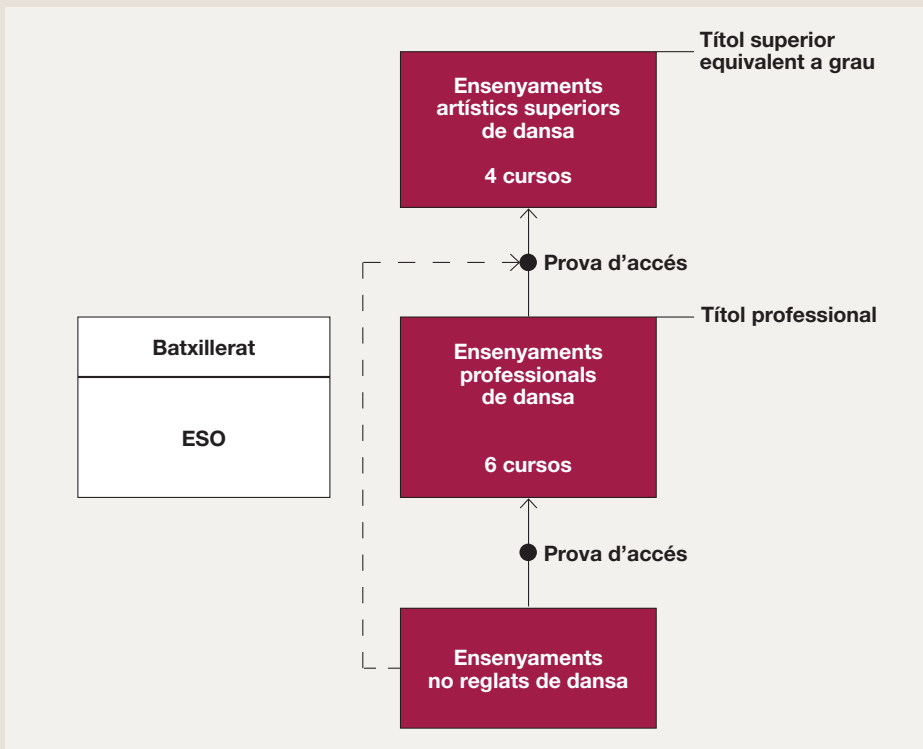 Títol superior
equivalent a grau
Ensenyaments
artístics superiors
de dansa
4 cursos
Prova d'accés
Títol professional
Batxillerat
ESO
Ensenyaments
professionals
de dansa
6 cursos
Prova d'accés
Ensenyaments
no reglats de dansa